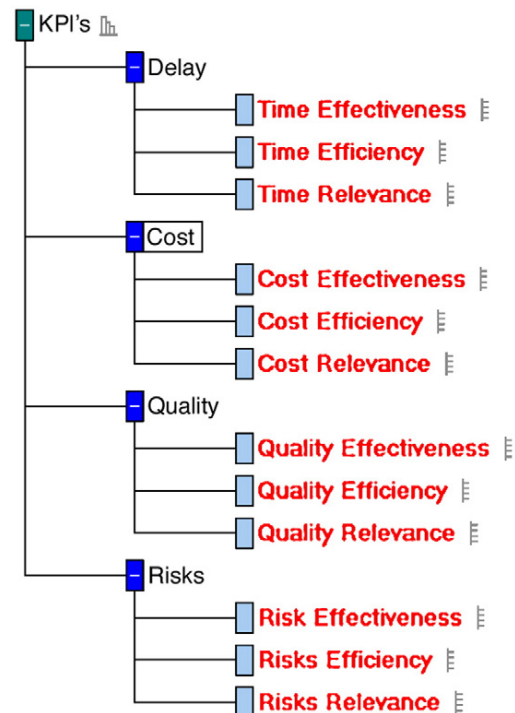 KPI's
Delay
Time Effectiveness
Time Efficiency
Time Relevance
Cost
Cost Effectiveness
Cost Efficiency
Cost Relevance
Quality
Quality Effectiveness
Quality Efficiency
Quality Relevance
Risks
Risk Effectiveness
Risks Efficiency
Risks Relevance